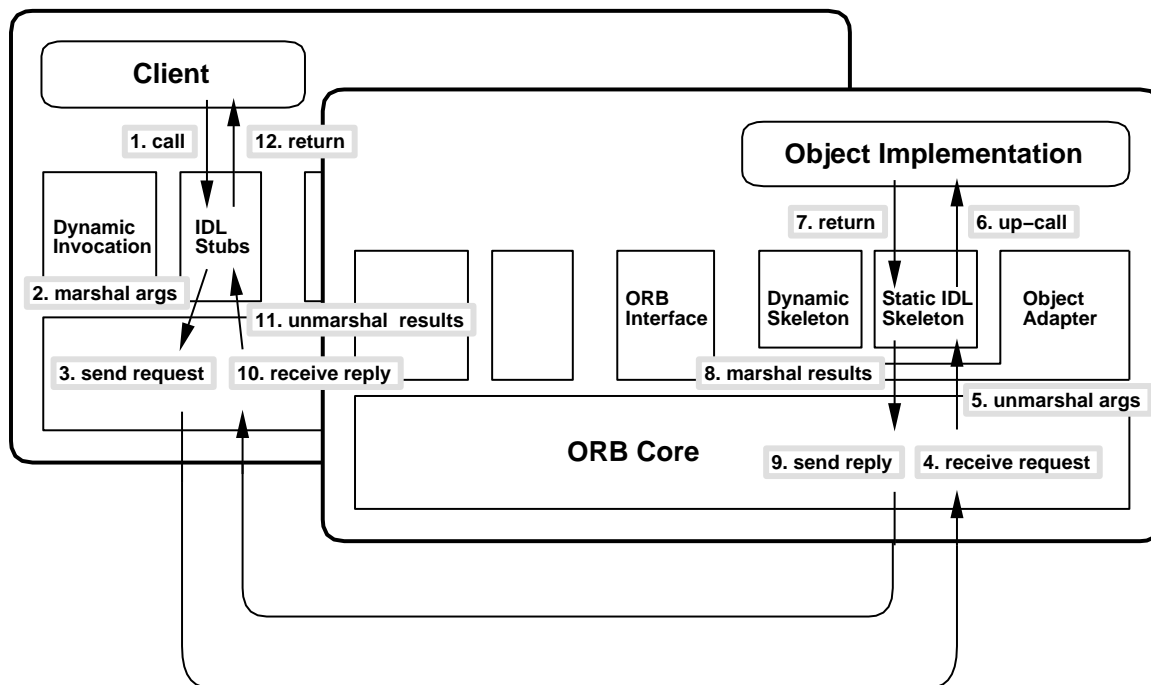 Client
1. call
12. return
Object Implementation
Dynamic
Invocation
IDL
Stubs
7. return
6. up−call
2. marshal args
11. unmarshal results
ORB
Interface
Dynamic
Skeleton
Static IDL
Skeleton
Object
Adapter
3. send request
10. receive reply
8. marshal results
5. unmarshal args
ORB Core
9. send reply
4. receive request